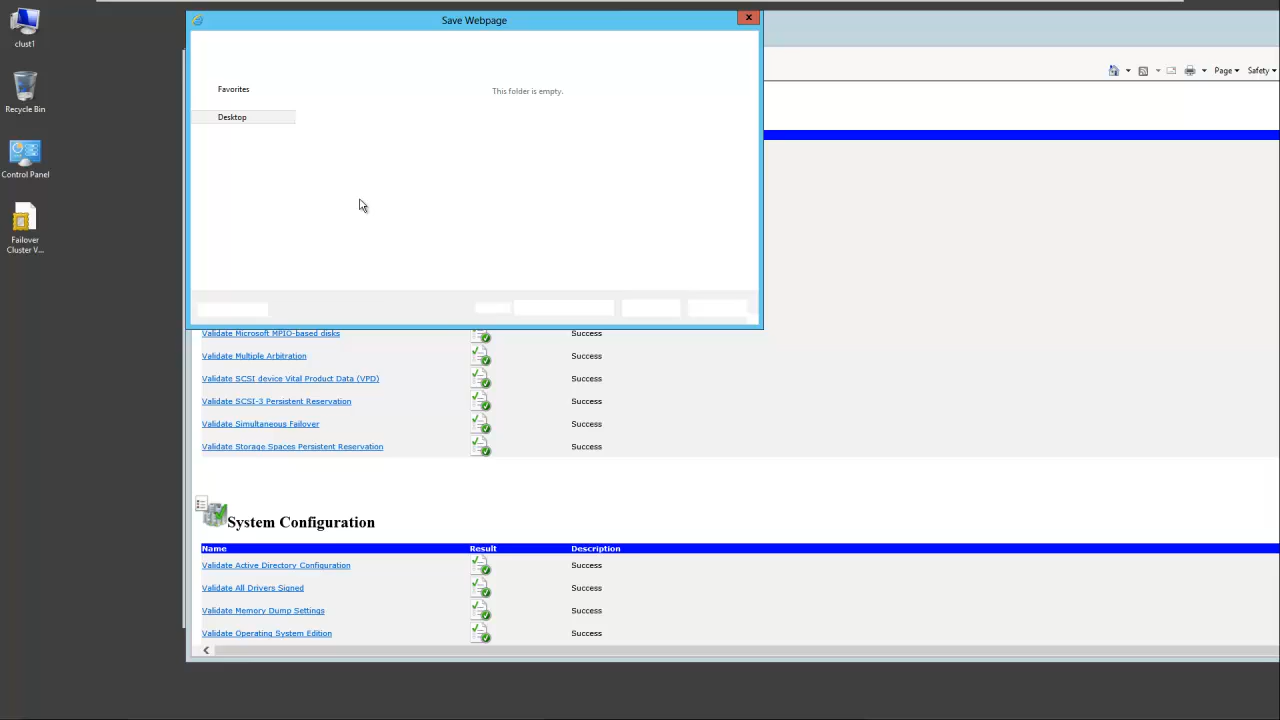 clust1
Recycle Bin
Control Panel
Failover
Cluster V...
Save Webpage
x
Favorites
This folder is empty.
Desktop
Page
Safety
Validate Microsoft MPIO-based disks Success
Validate Multiple Arbitration Success
Validate SCSI device Vital Product Data (VPD) Success
Validate SCSI-3 Persistent Reservation Success
Validate Simultaneous Failover Success
Validate Storage Spaces Persistent Reservation Success
System Configuration
Name Result Description
Validate Active Directory Configuration Success
Validate All Drivers Signed Success
Validate Memory Dump Settings Success
Validate Operating System Edition Success